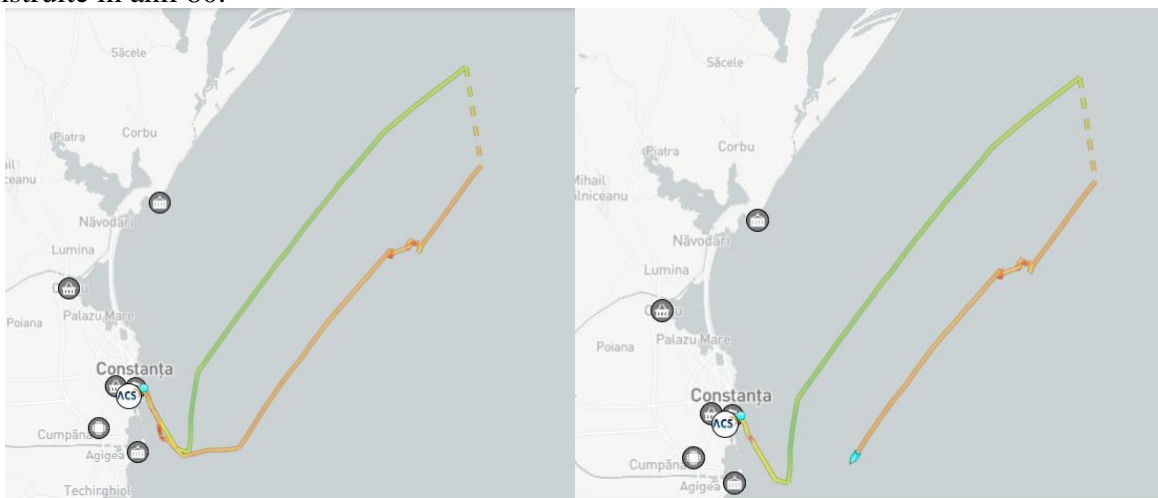 Săcele
Piatra
Corbu
Năvodari
Lumina
Poiana
Palazu Mare
Constanța
ACS
Cumpăna
Agigea
Techirghiol
Săcele
Piatra
Corbu
Mihail
Năvodari
Lumina
Poiana
Palazu Mare
Constanța
ACS
Cumpăna
Agigea